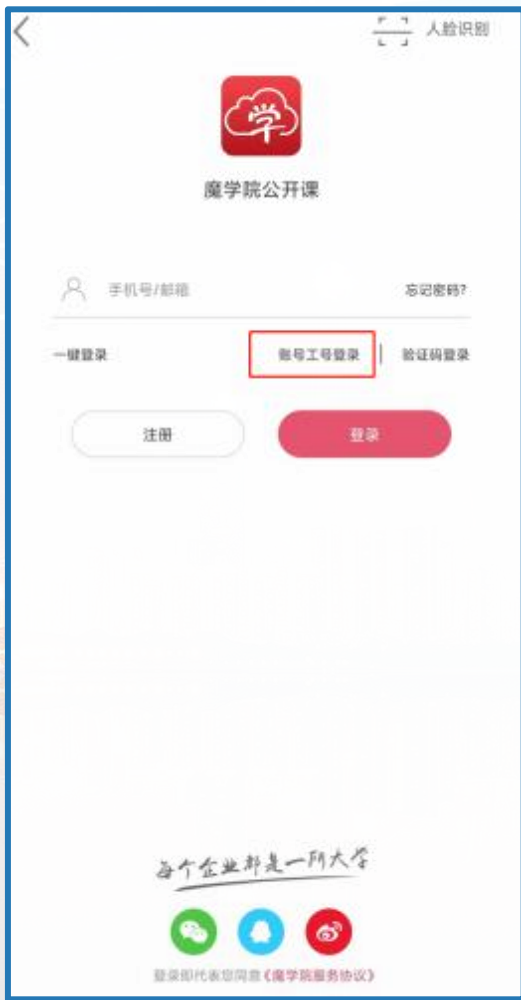 人脸识别
学
魔学院公开课
手机号/邮箱
忘记密码?
一键登录
账号工号登录
验证码登录
注册
登录
每个企业都是一所大学
登录即代表您同意《魔学院服务协议》